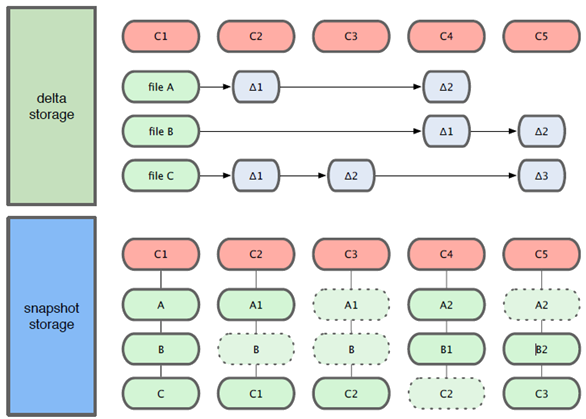 delta
storage
C1 C2 C3 C4 C5
file A Δ1 Δ2
file B Δ1 Δ2
file C Δ1 Δ2 Δ3
snapshot
storage
C1 C2 C3 C4 C5
A A1 A1 A2 A2
B B B B1 B2
C C1 C2 C2 C3